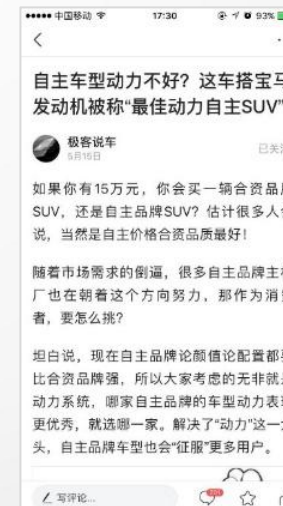 中国移动 17:30 93%
自主车型动力不好？这车搭宝马
发动机被称“最佳动力自主SUV”
极客说车
5月15日 已关
如果你有15万元，你会买一辆合资品
SUV，还是自主品牌SUV？估计很多人
说，当然是自主价格合资品质最好！
随着市场需求的倒逼，很多自主品牌主
厂也在朝着这个方向努力，那作为消
者，要怎么挑？
坦白说，现在自主品牌论颜值论配置都
比合资品牌强，所以大家考虑的无非就
动力系统，哪家自主品牌的车型动力表
更优秀，就选哪一家。解决了“动力”这一
头，自主品牌车型也会“征服”更多用户。
写评论...